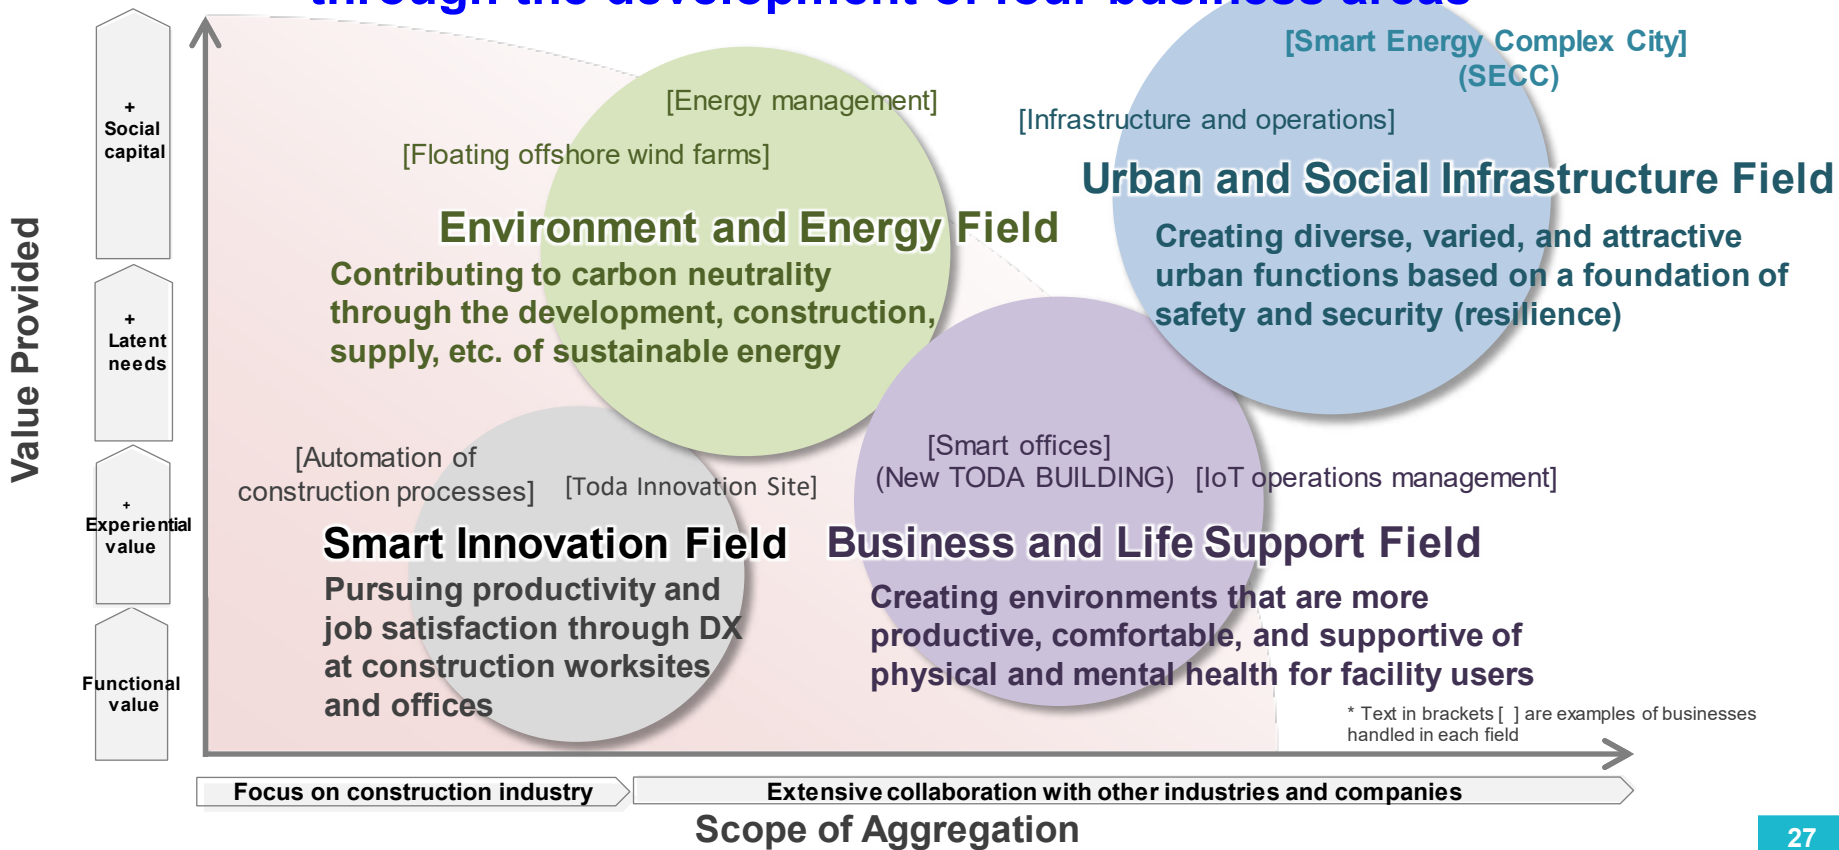 through the development of four business areas
[Smart Energy Complex City]
(SECC)
[Energy management]
[Infrastructure and operations]
[Floating offshore wind farms]
Urban and Social Infrastructure Field
Creating diverse, varied, and attractive
urban functions based on a foundation of
safety and security (resilience)
Environment and Energy Field
Contributing to carbon neutrality
through the development, construction,
supply, etc. of sustainable energy
[Automation of
construction processes]
[Toda Innovation Site]
Smart Innovation Field
Pursuing productivity and
job satisfaction through DX
at construction worksites
and offices
[Smart offices]
(New TODA BUILDING)
[IoT operations management]
Business and Life Support Field
Creating environments that are more
productive, comfortable, and supportive of
physical and mental health for facility users
* Text in brackets [ ] are examples of businesses
handled in each field
Value Provided
+
Social
capital
+
Latent
needs
+
Experiential
value
Functional
value
Focus on construction industry
Extensive collaboration with other industries and companies
Scope of Aggregation
27